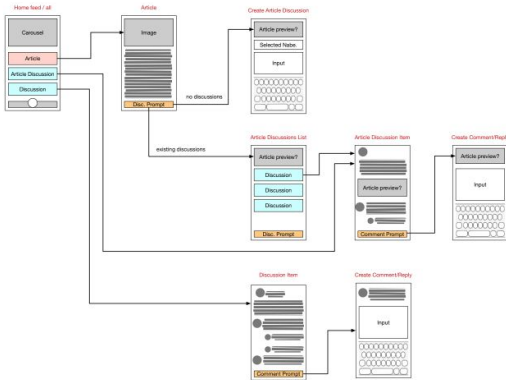 Home feed / all
Carousel
Article
Article Discussion
Discussion
Article
Image
Disc. Prompt
no discussions
existing discussions
Create Article Discussion
Article preview?
Selected Nabe.
Input
Article Discussions List
Article preview?
Discussion
Discussion
Discussion
Disc. Prompt
Article Discussion Item
Article preview?
Comment Prompt
Create Comment/Reply
Article preview?
Input
Discussion Item
Comment Prompt
Create Comment/Reply
Input